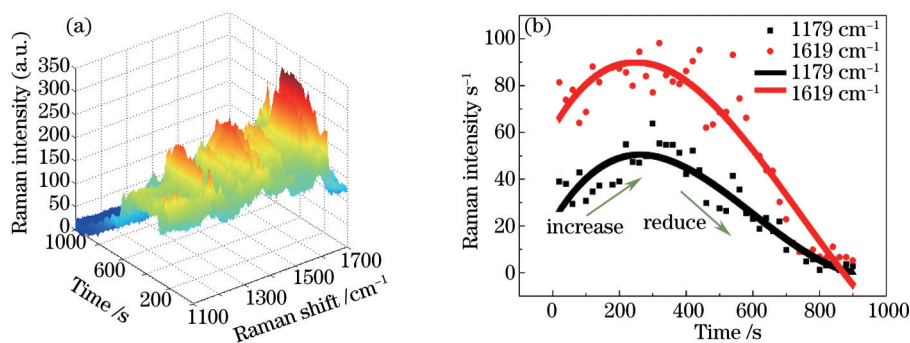 (a)
Raman intensity (a.u.)
350
300
250
200
150
100
50
0
1000
600
200
Time /s
1100
1300
1500
1700
Raman shift /cm⁻¹
(b)
1179 cm⁻¹
1619 cm⁻¹
1179 cm⁻¹
1619 cm⁻¹
Raman intensity s⁻¹
100
80
60
40
20
0
increase
reduce
0
200
400
600
800
1000
Time /s